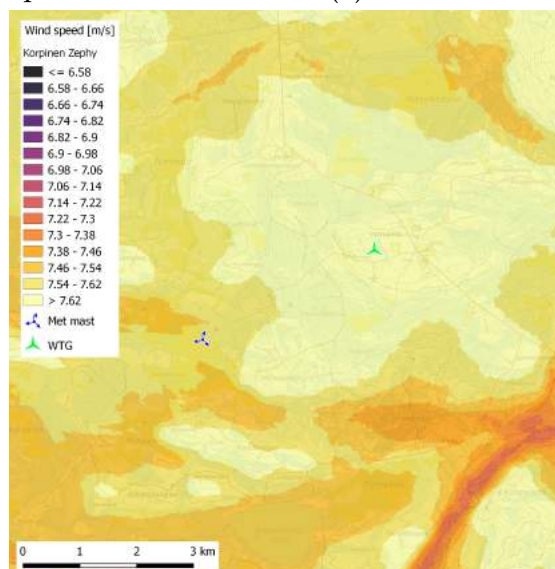 Wind speed [m/s]
Korpinen Zephy
<= 6.58
6.58 - 6.66
6.66 - 6.74
6.74 - 6.82
6.82 - 6.9
6.9 - 6.98
6.98 - 7.06
7.06 - 7.14
7.14 - 7.22
7.22 - 7.3
7.3 - 7.38
7.38 - 7.46
7.46 - 7.54
7.54 - 7.62
> 7.62
Met mast
WTG
0 1 2 3 km